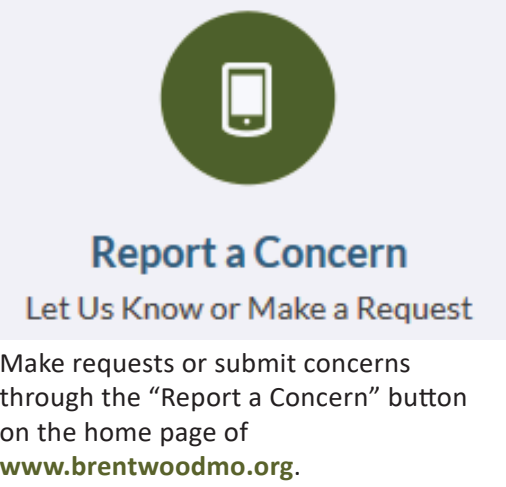 Report a Concern
Let Us Know or Make a Request
Make requests or submit concerns
through the “Report a Concern” button
on the home page of
www.brentwoodmo.org.